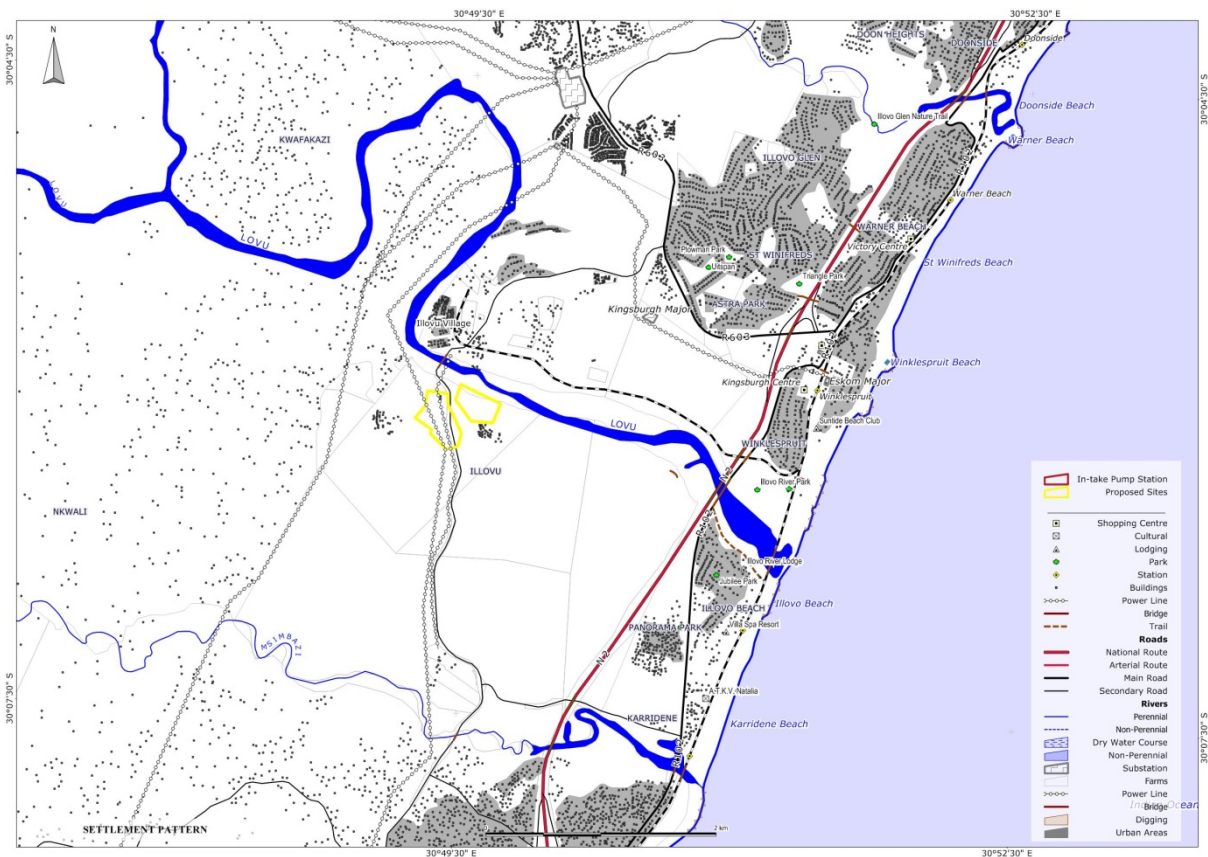 30°49'30" E
30°52'30" E
N
30°04'30" S
30°04'30" S
DOON HEIGHTS
DOONSIDE
Doonside
Doonside Beach
Illovo Glen Nature Trail
Warner Beach
KWAFAKAZI
R603
ILLOVO GLEN
LOVU
Warner Beach
LOVU
WARNER BEACH
Victory Centre
Plowman Park
ST WINIFREDS
Uitspan
St Winifreds Beach
Triangle Park
ASTRA PARK
Kingsburgh Major
Illovu Village
R603
Winklespruit Beach
Kingsburgh Centre
Eskom Major
Winklespruit
Suntide Beach Club
LOVU
WINKLESPRUIT
ILLOVU
N-2
Illovo River Park
NKWALI
Illovo River Lodge
Jubilee Park
ILLOVO BEACH
Illovo Beach
PANORAMA PARK
Villa Spa Resort
MSIMBAZI
N-2
A.T.K.V.-Natalia
KARRIDENE
Karridene Beach
30°07'30" S
30°07'30" S
In-take Pump Station
Proposed Sites
Shopping Centre
Cultural
Lodging
Park
Station
Buildings
Power Line
Bridge
Trail
Roads
National Route
Arterial Route
Main Road
Secondary Road
Rivers
Perennial
Non-Perennial
Dry Water Course
Non-Perennial
Substation
Farms
Power Line
Bridge
Digging
Urban Areas
SETTLEMENT PATTERN
2 km
30°49'30" E
30°52'30" E